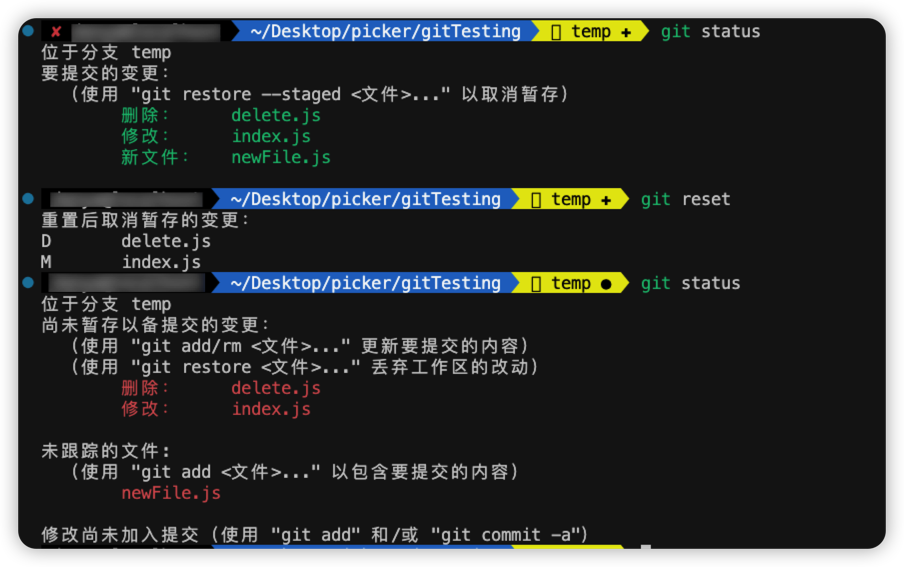 ✘ ~/Desktop/picker/gitTesting temp + git status
位于分支 temp
要提交的变更:
(使用 "git restore --staged <文件>..." 以取消暂存)
删除: delete.js
修改: index.js
新文件: newFile.js
~/Desktop/picker/gitTesting temp + git reset
重置后取消暂存的变更:
D delete.js
M index.js
~/Desktop/picker/gitTesting temp ● git status
位于分支 temp
尚未暂存以备提交的变更:
(使用 "git add/rm <文件>..." 更新要提交的内容)
(使用 "git restore <文件>..." 丢弃工作区的改动)
删除: delete.js
修改: index.js
未跟踪的文件:
(使用 "git add <文件>..." 以包含要提交的内容)
newFile.js
修改尚未加入提交(使用 "git add" 和/或 "git commit -a")